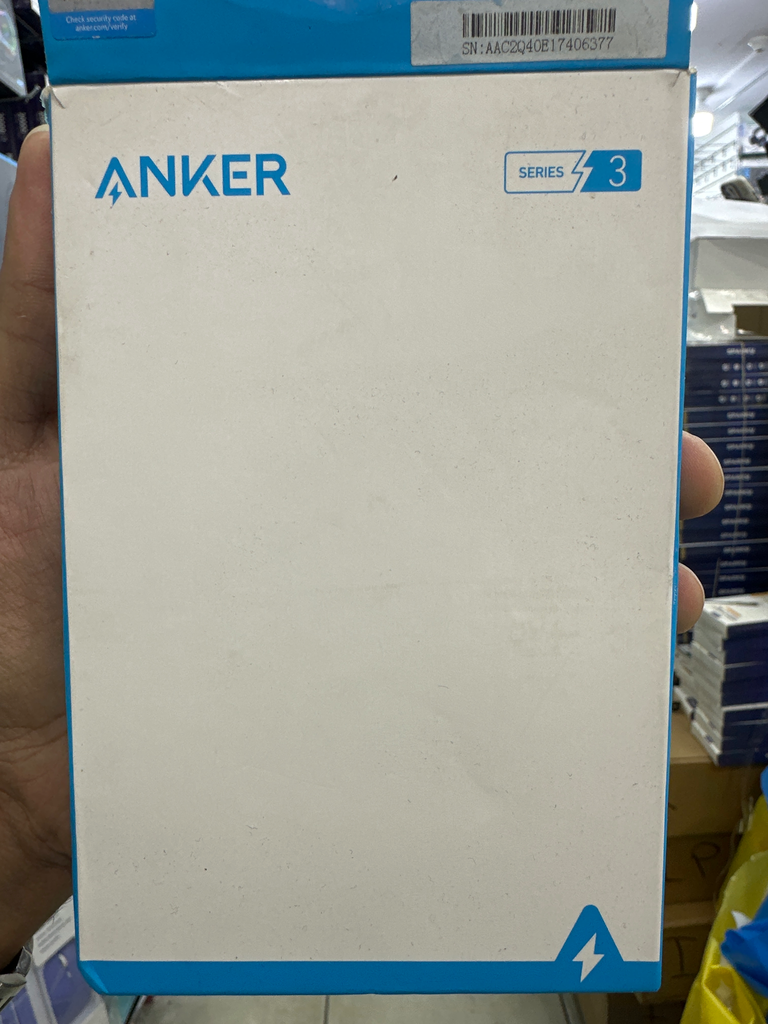 Check security code at
anker.com/verify
SN:AAC2Q40E17406377
ANKER
SERIES 3